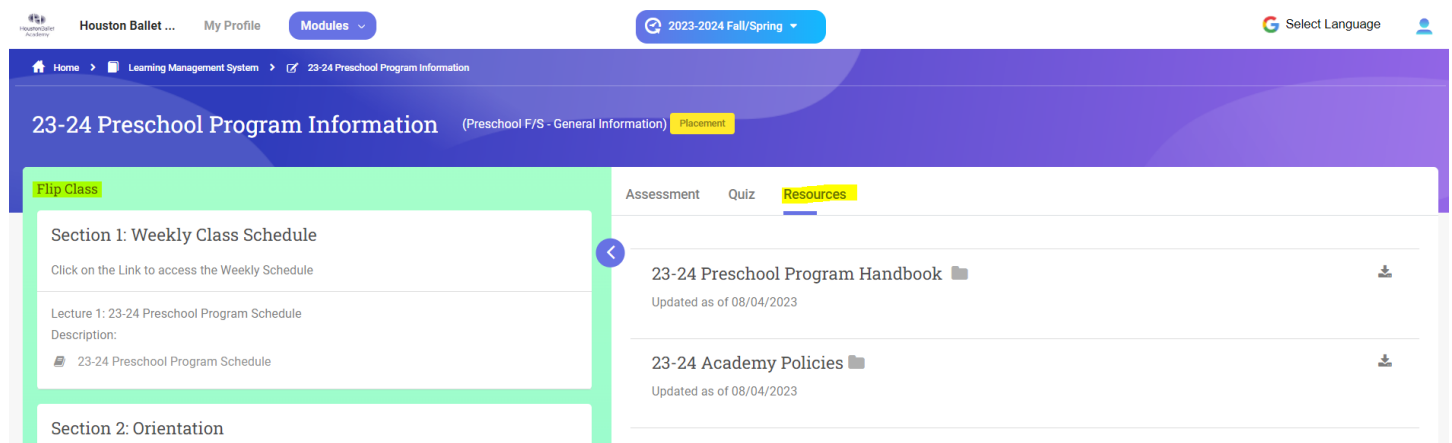 HoustonBallet
Academy
Houston Ballet ...
My Profile
Modules
2023-2024 Fall/Spring
Select Language
Home > Learning Management System > 23-24 Preschool Program Information
23-24 Preschool Program Information (Preschool F/S - General Information) Placement
Flip Class
Section 1: Weekly Class Schedule
Click on the Link to access the Weekly Schedule
Lecture 1: 23-24 Preschool Program Schedule
Description:
23-24 Preschool Program Schedule
Section 2: Orientation
Assessment Quiz Resources
23-24 Preschool Program Handbook
Updated as of 08/04/2023
23-24 Academy Policies
Updated as of 08/04/2023